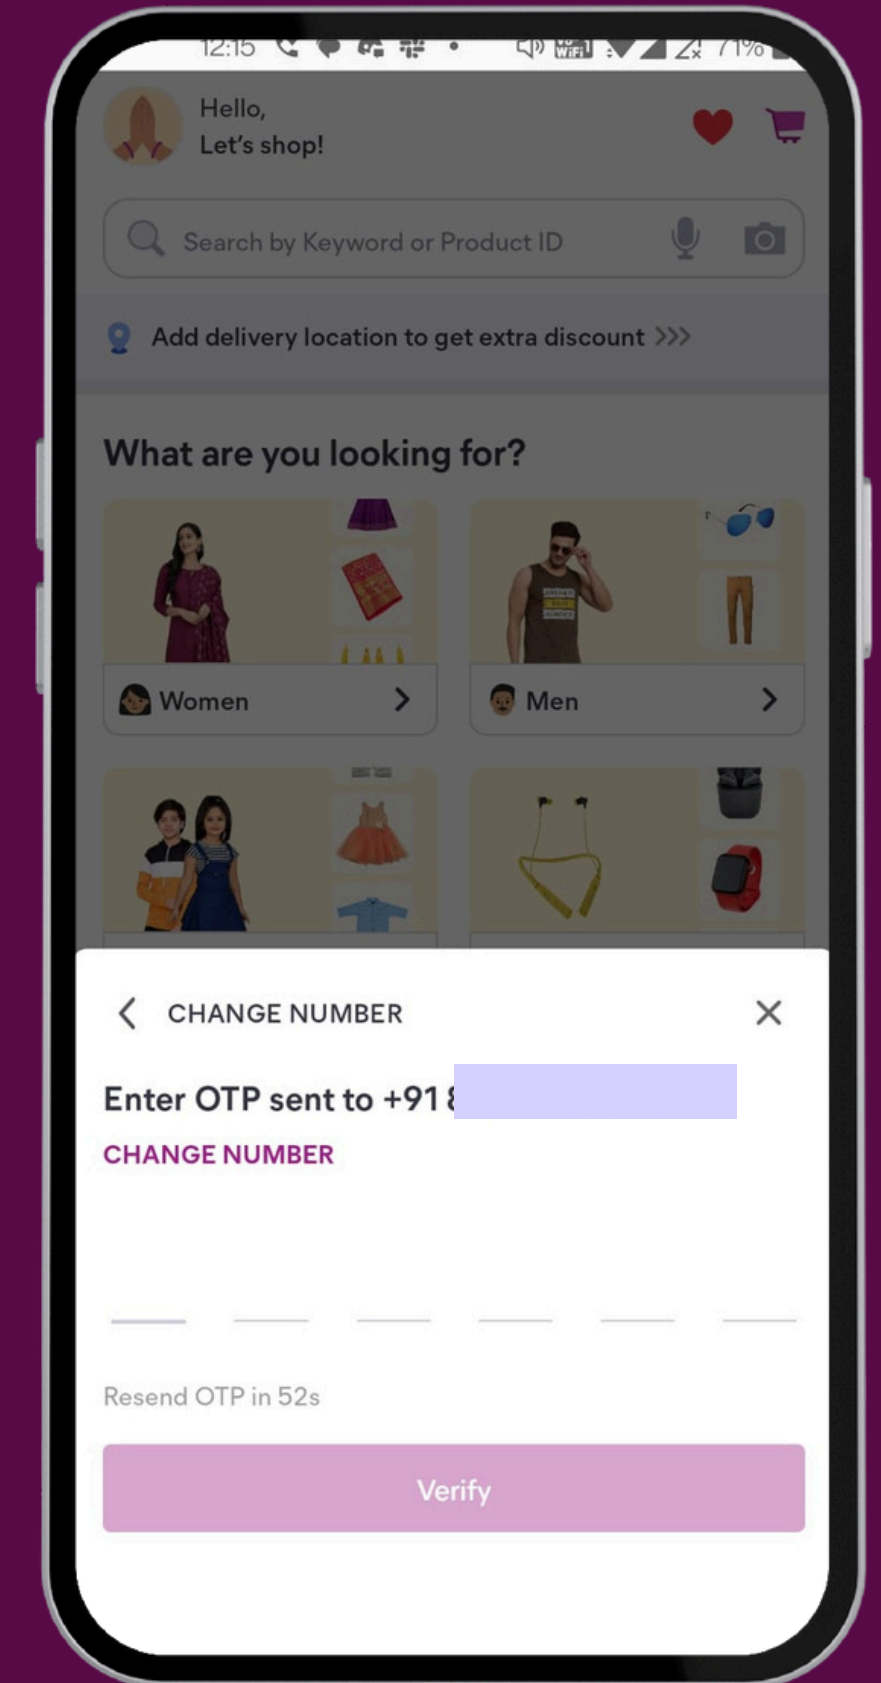 12:15 71%
Hello,
Let's shop!
Search by Keyword or Product ID
Add delivery location to get extra discount >>>
What are you looking for?
Women
Men
CHANGE NUMBER
Enter OTP sent to +91
CHANGE NUMBER
Resend OTP in 52s
Verify